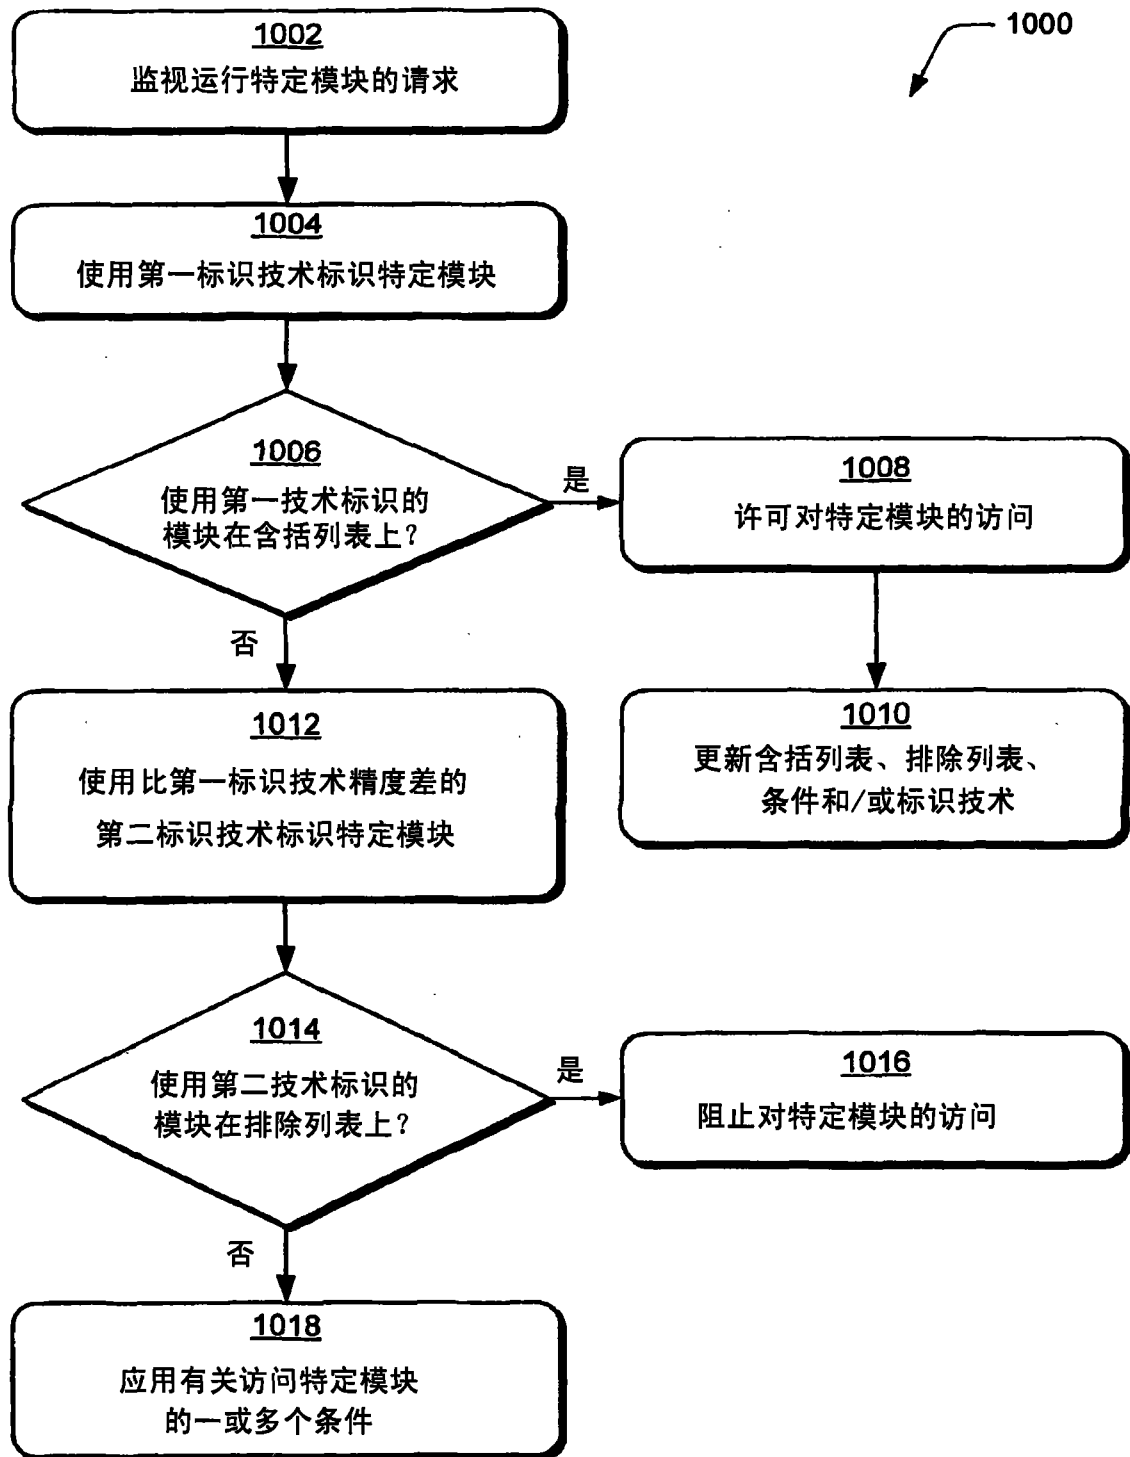 1000
1002
监视运行特定模块的请求
1004
使用第一标识技术标识特定模块
1006
使用第一技术标识的
模块在含括列表上？
是
1008
许可对特定模块的访问
否
1010
更新含括列表、排除列表、
条件和/或标识技术
1012
使用比第一标识技术精度差的
第二标识技术标识特定模块
1014
使用第二技术标识的
模块在排除列表上？
是
1016
阻止对特定模块的访问
否
1018
应用有关访问特定模块
的一或多个条件